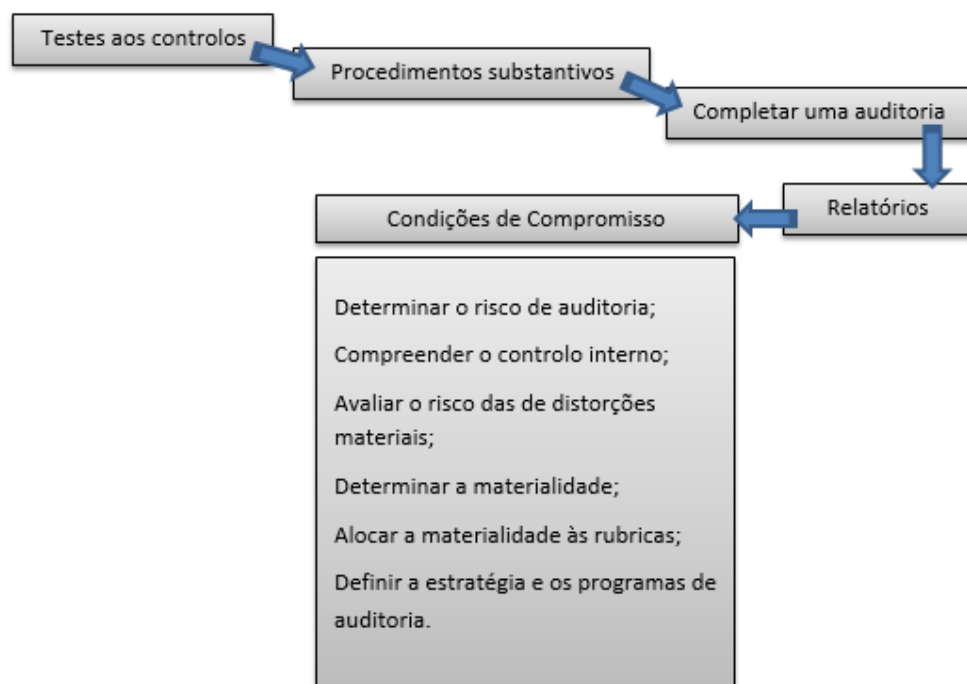 Testes aos controlos
Procedimentos substantivos
Completar uma auditoria
Relatórios
Condições de Compromisso
Determinar o risco de auditoria;
Compreender o controlo interno;
Avaliar o risco das de distorções
materiais;
Determinar a materialidade;
Alocar a materialidade às rubricas;
Definir a estratégia e os programas de
auditoria.